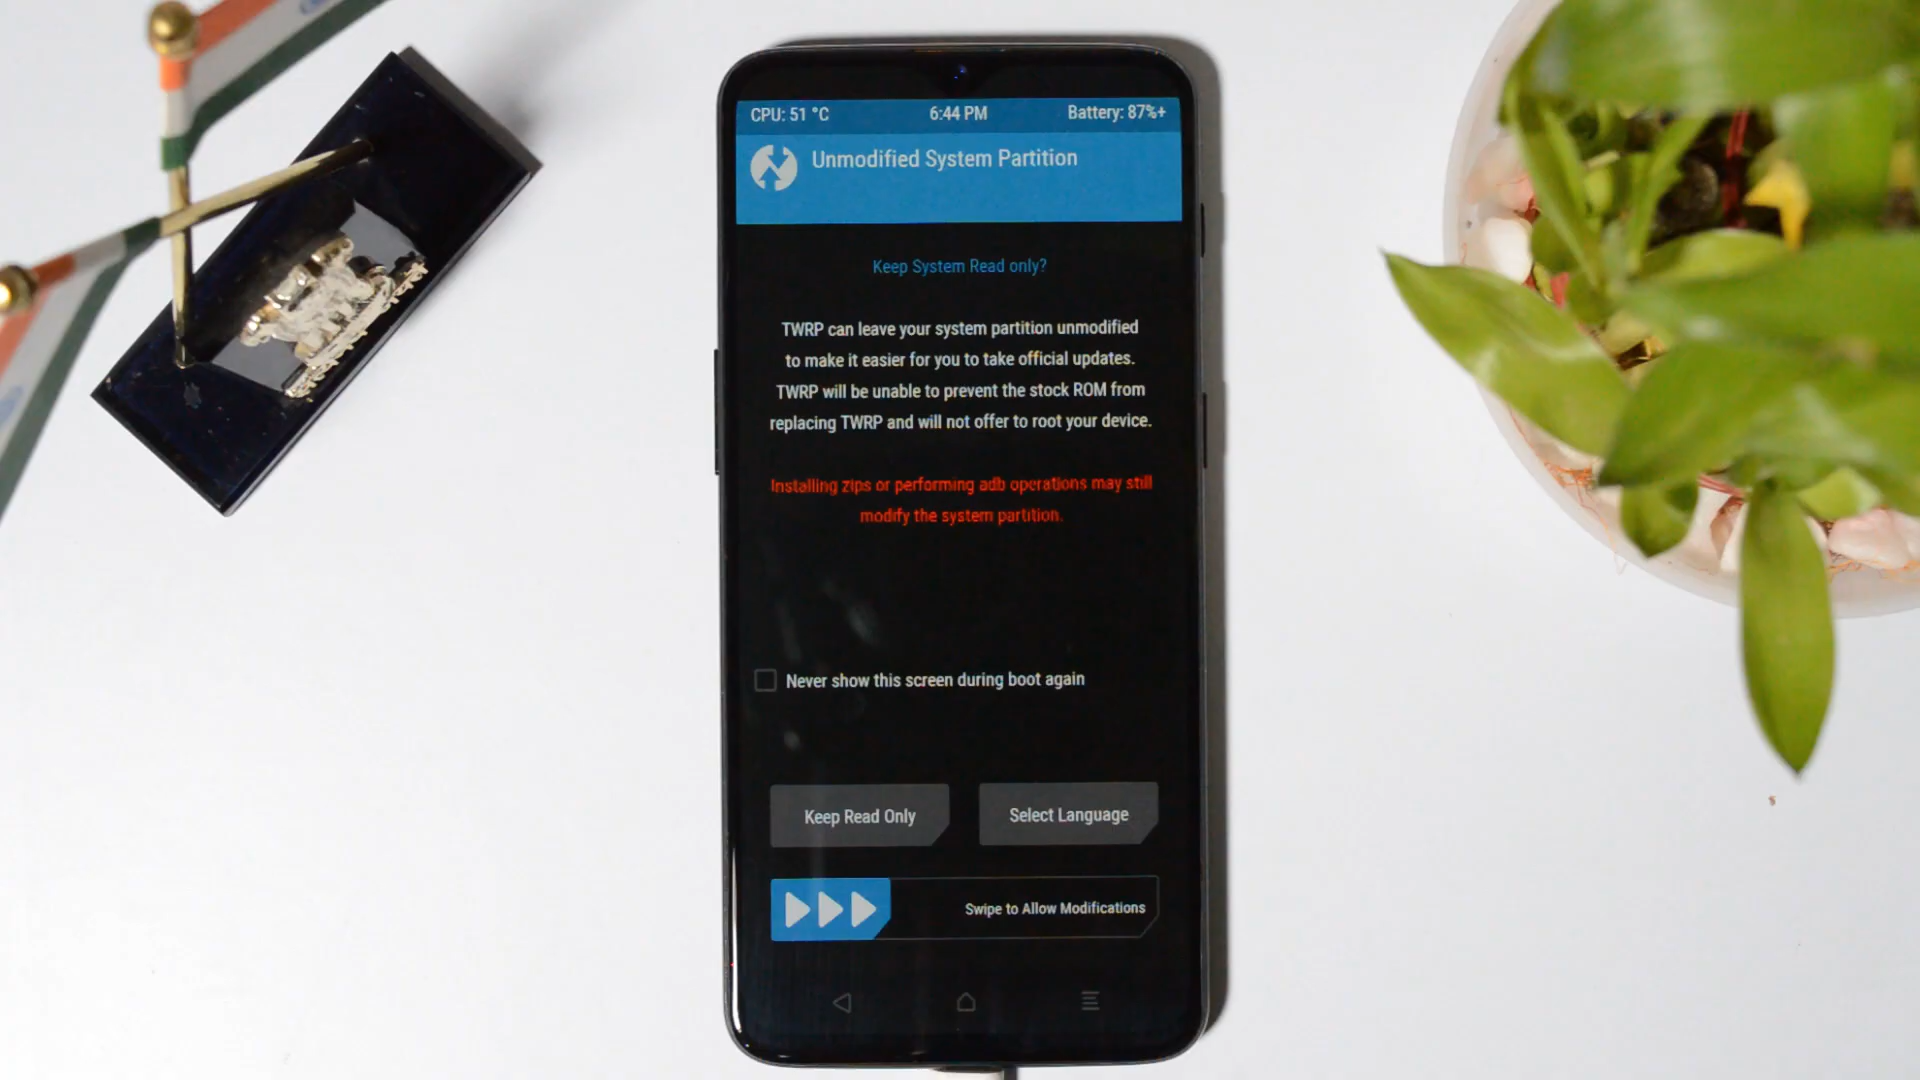 CPU: 51 °C 6:44 PM Battery: 87%+
Unmodified System Partition
Keep System Read only?
TWRP can leave your system partition unmodified
to make it easier for you to take official updates.
TWRP will be unable to prevent the stock ROM from
replacing TWRP and will not offer to root your device.
Installing zips or performing adb operations may still
modify the system partition.
Never show this screen during boot again
Keep Read Only
Select Language
Swipe to Allow Modifications